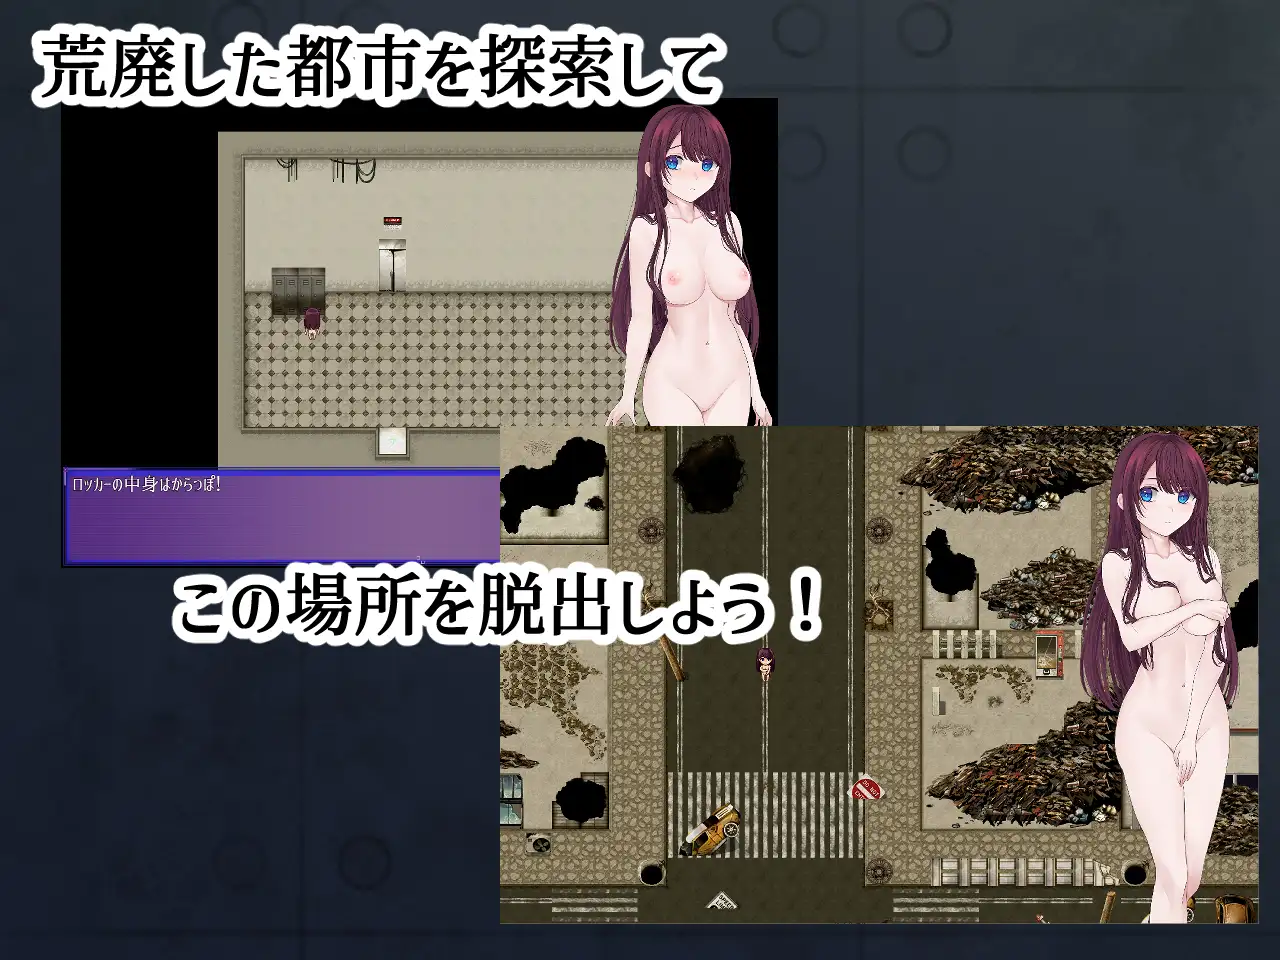 荒廃した都市を探索して
ロッカーの中身はからっぽ!
この場所を脱出しよう!